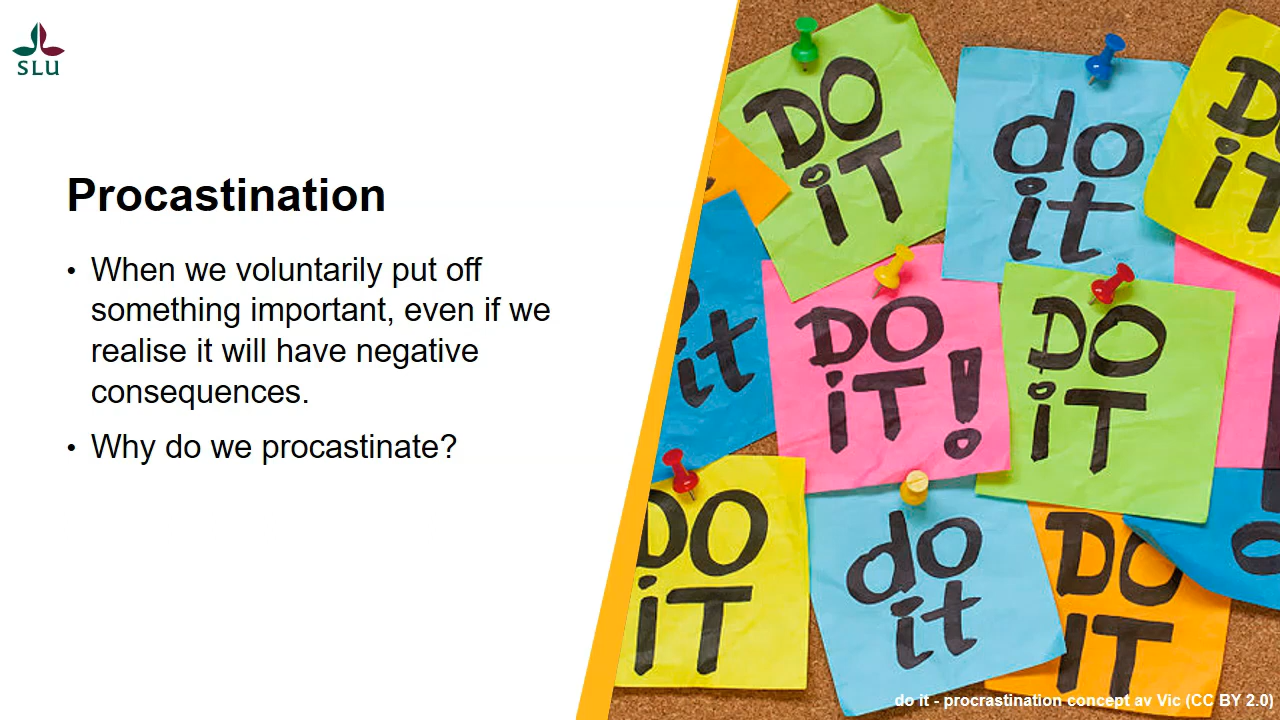 SLU
Procastination
• When we voluntarily put off
something important, even if we
realise it will have negative
consequences.
• Why do we procastinate?
DO
iT
do
it
DO
iT
it
DO
iT!
DO
iT
DO
iT
do
it
DO
IT
do it - procrastination concept av Vic (CC BY 2.0)